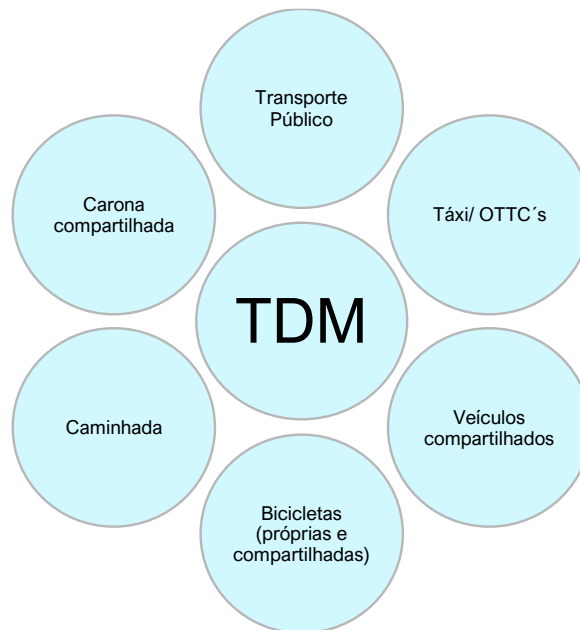 Transporte
Público
Carona
compartilhada
Táxi/ OTTC´s
TDM
Caminhada
Veículos
compartilhados
Bicicletas
(próprias e
compartilhadas)